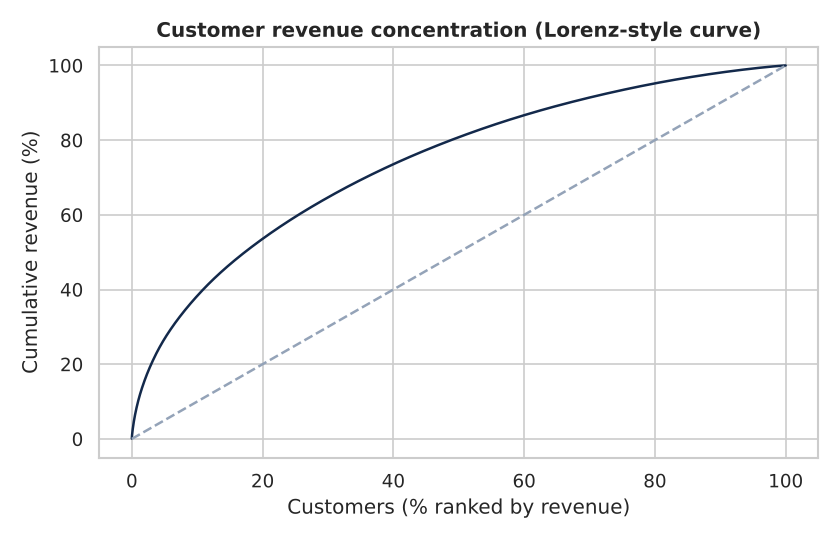 Customer revenue concentration (Lorenz-style curve)
Cumulative revenue (%)
100
80
60
40
20
0
0 20 40 60 80 100
Customers (% ranked by revenue)